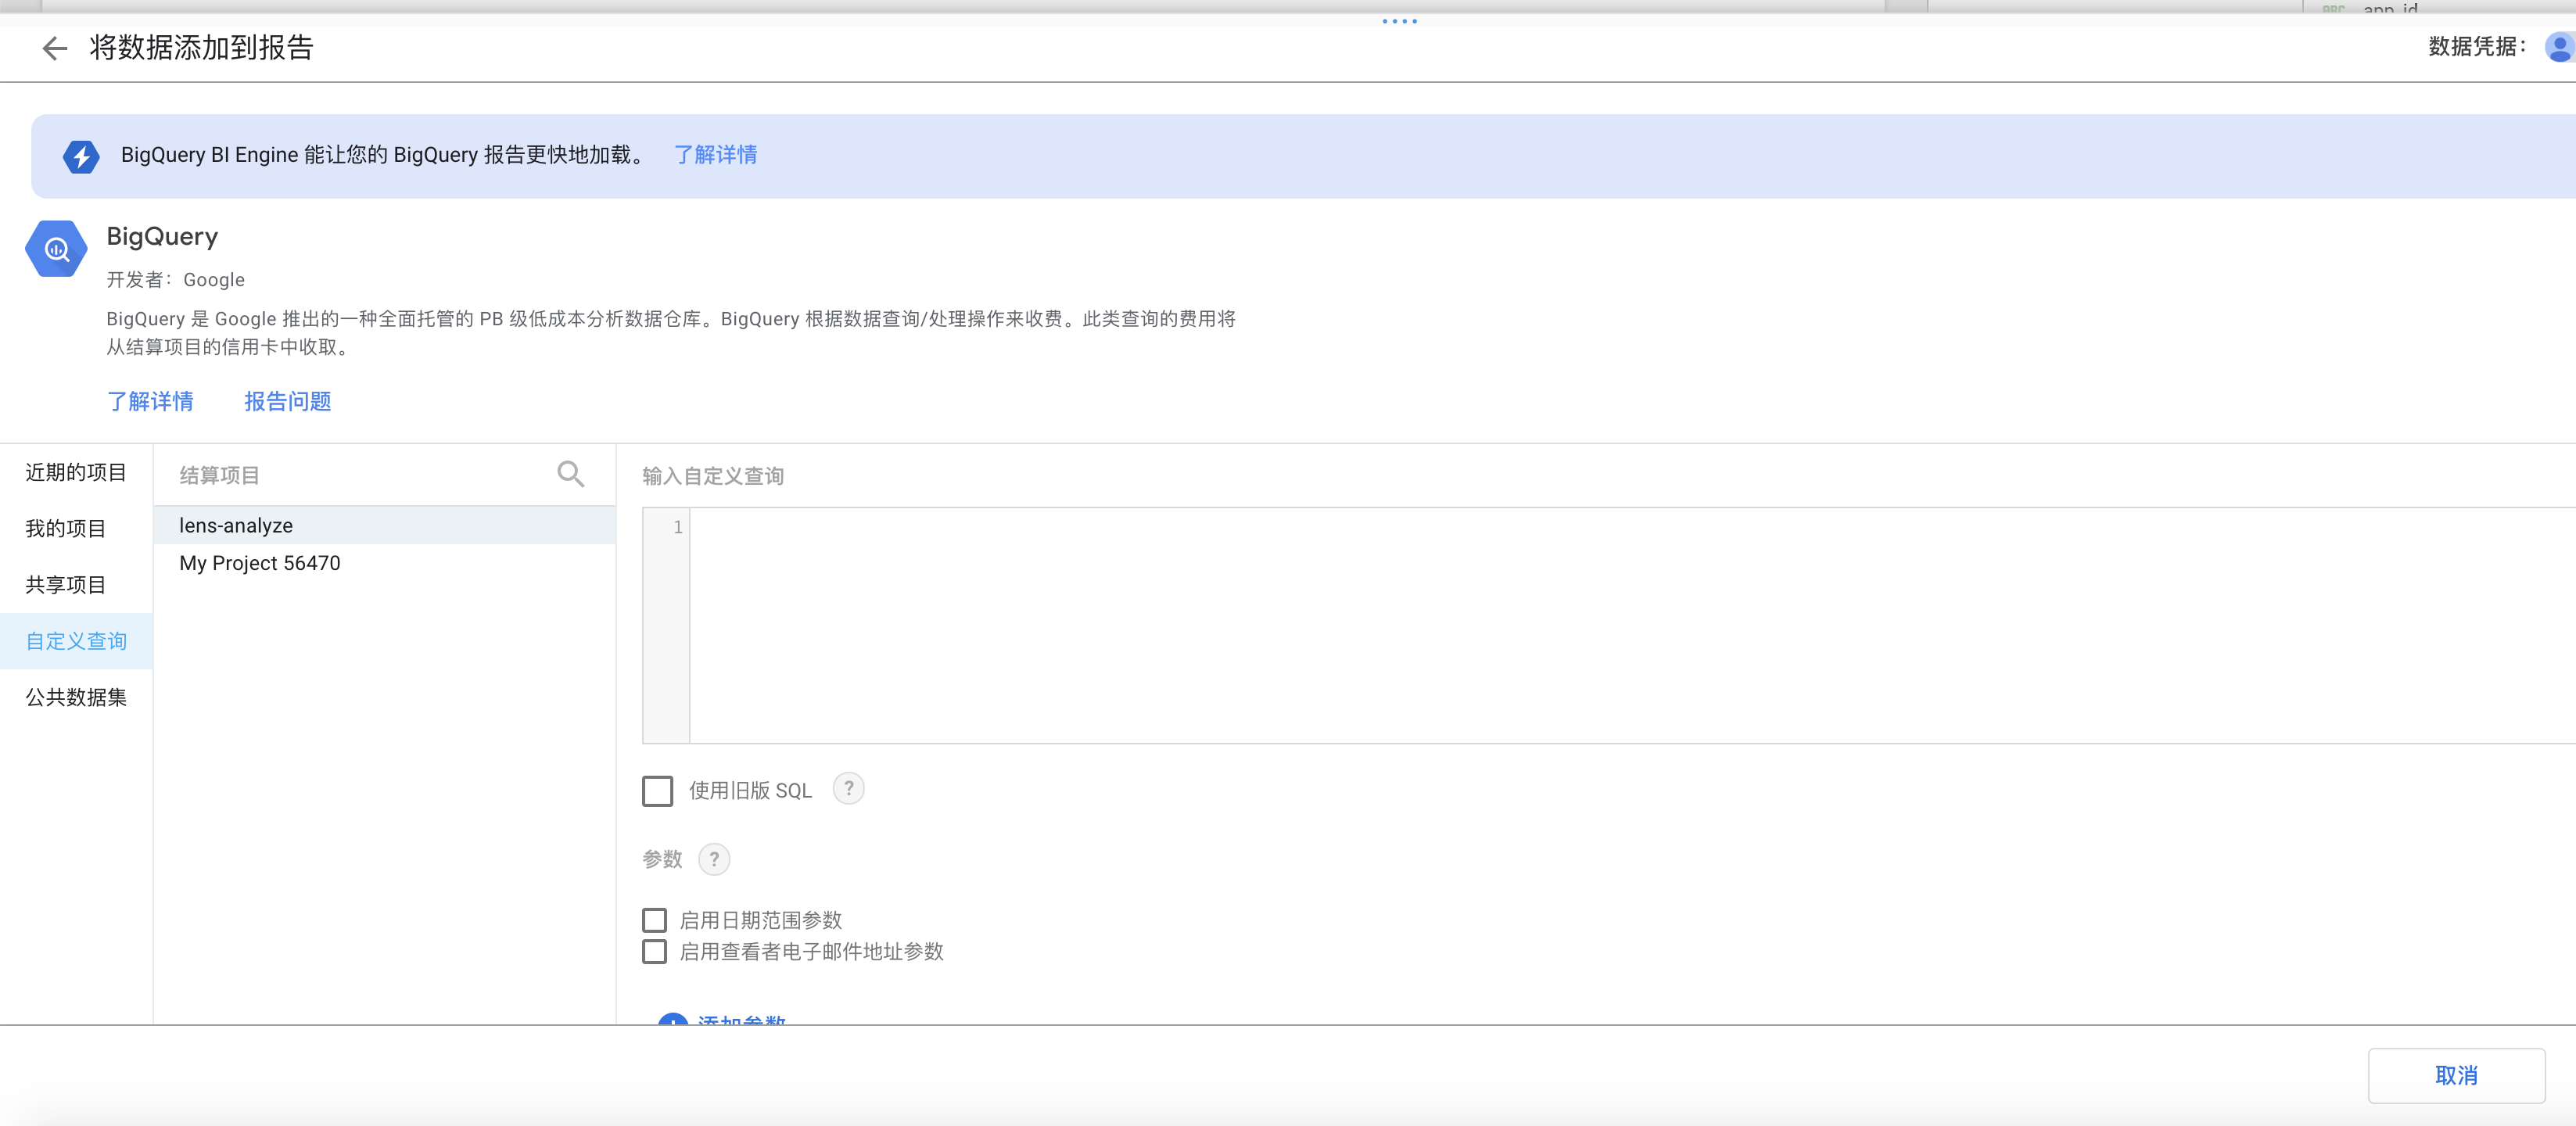 app_id
将数据添加到报告
数据凭据：
BigQuery BI Engine 能让您的 BigQuery 报告更快地加载。 了解详情
BigQuery
开发者：Google
BigQuery 是 Google 推出的一种全面托管的 PB 级低成本分析数据仓库。BigQuery 根据数据查询/处理操作来收费。此类查询的费用将
从结算项目的信用卡中收取。
了解详情 报告问题
近期的项目
我的项目
共享项目
自定义查询
公共数据集
结算项目
lens-analyze
My Project 56470
输入自定义查询
1
使用旧版 SQL ?
参数 ?
启用日期范围参数
启用查看者电子邮件地址参数
添加参数
取消